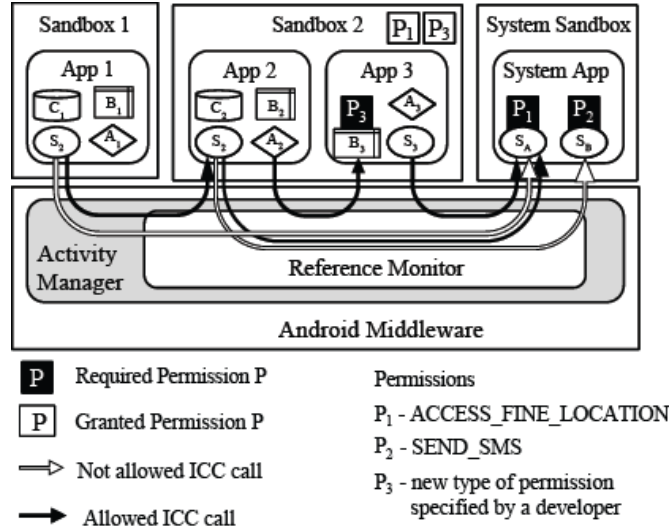 Sandbox 1
Sandbox 2
P1 P3
System Sandbox
App 1
App 2
App 3
System App
C1
B1
C2
B2
P3
A3
P1
P2
S2
A1
S2
A2
B3
S3
SA
SB
Activity
Manager
Reference Monitor
Android Middleware
P Required Permission P
P Granted Permission P
Not allowed ICC call
Allowed ICC call
Permissions
P1 - ACCESS_FINE_LOCATION
P2 - SEND_SMS
P3 - new type of permission
specified by a developer